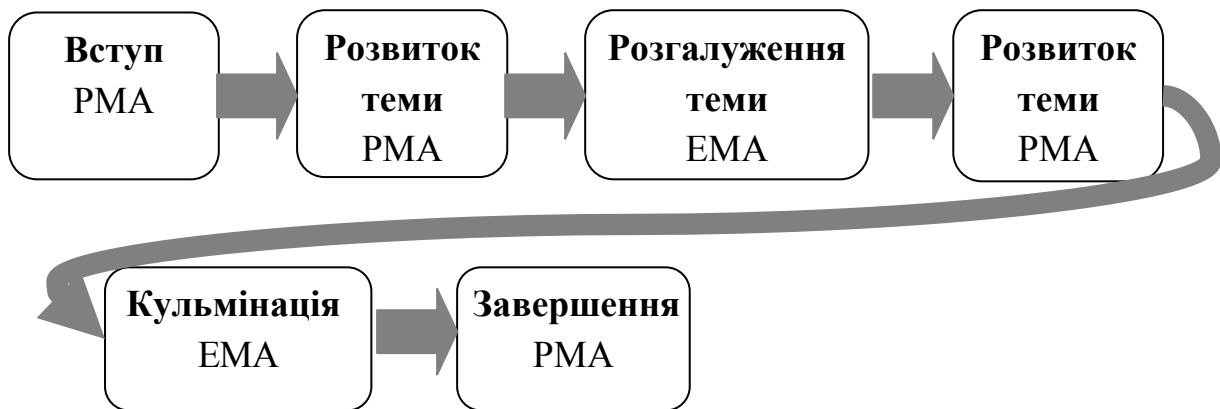 Вступ
РМА
Розвиток
теми
РМА
Розгалуження
теми
ЕМА
Розвиток
теми
РМА
Кульмінація
ЕМА
Завершення
РМА